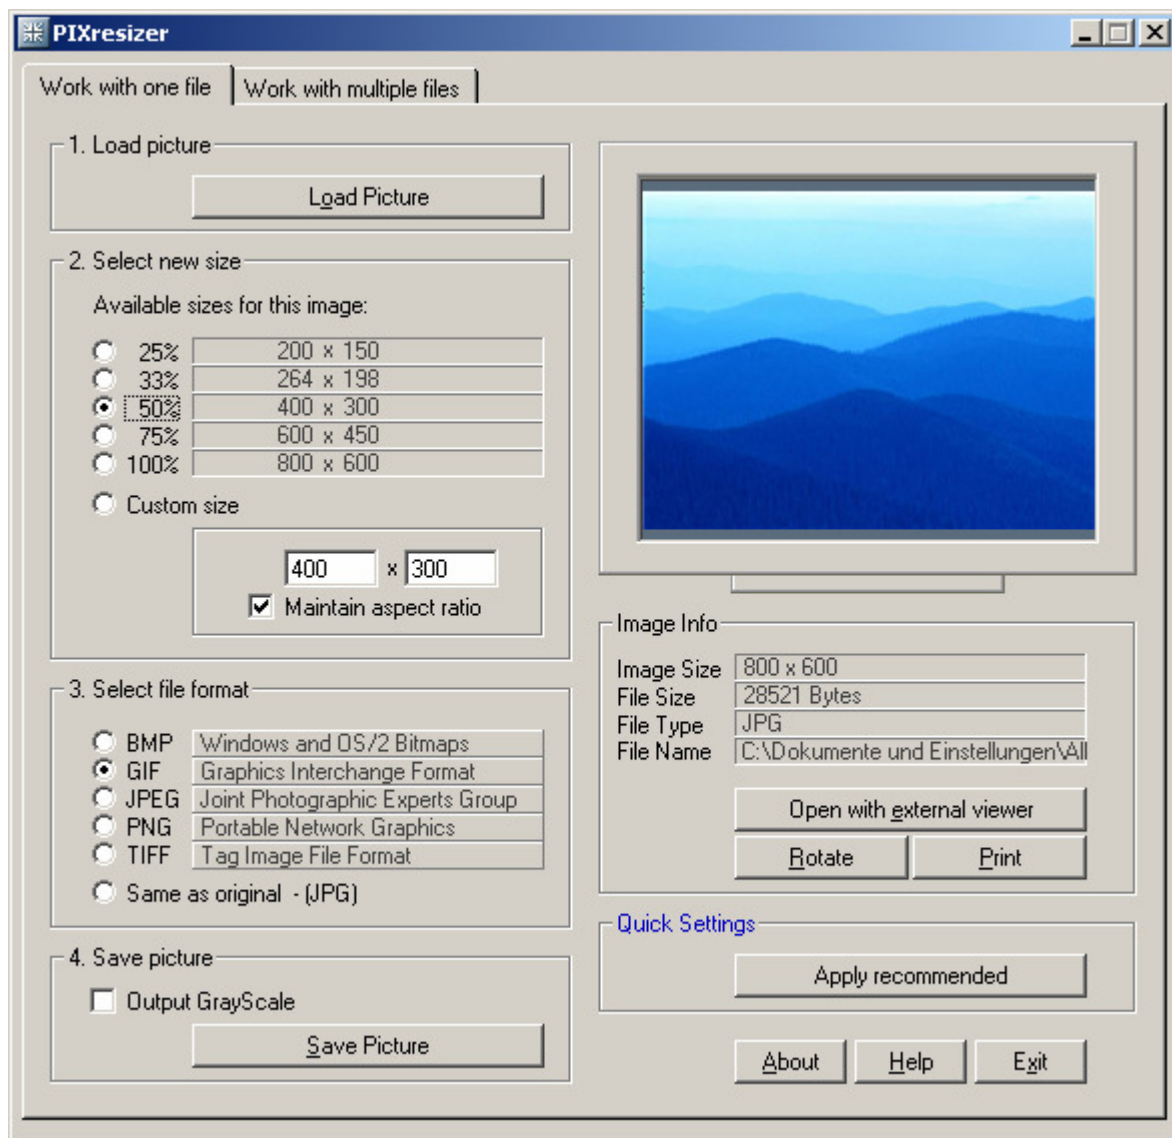 PIXresizer
Work with one file
Work with multiple files
1. Load picture
Load Picture
2. Select new size
Available sizes for this image:
25% 200 x 150
33% 264 x 198
50% 400 x 300
75% 600 x 450
100% 800 x 600
Custom size
400 x 300
Maintain aspect ratio
3. Select file format
BMP Windows and OS/2 Bitmaps
GIF Graphics Interchange Format
JPEG Joint Photographic Experts Group
PNG Portable Network Graphics
TIFF Tag Image File Format
Same as original - (JPG)
4. Save picture
Output GrayScale
Save Picture
Image Info
Image Size 800 x 600
File Size 28521 Bytes
File Type JPG
File Name C:\Dokumente und Einstellungen\All
Open with external viewer
Rotate
Print
Quick Settings
Apply recommended
About
Help
Exit